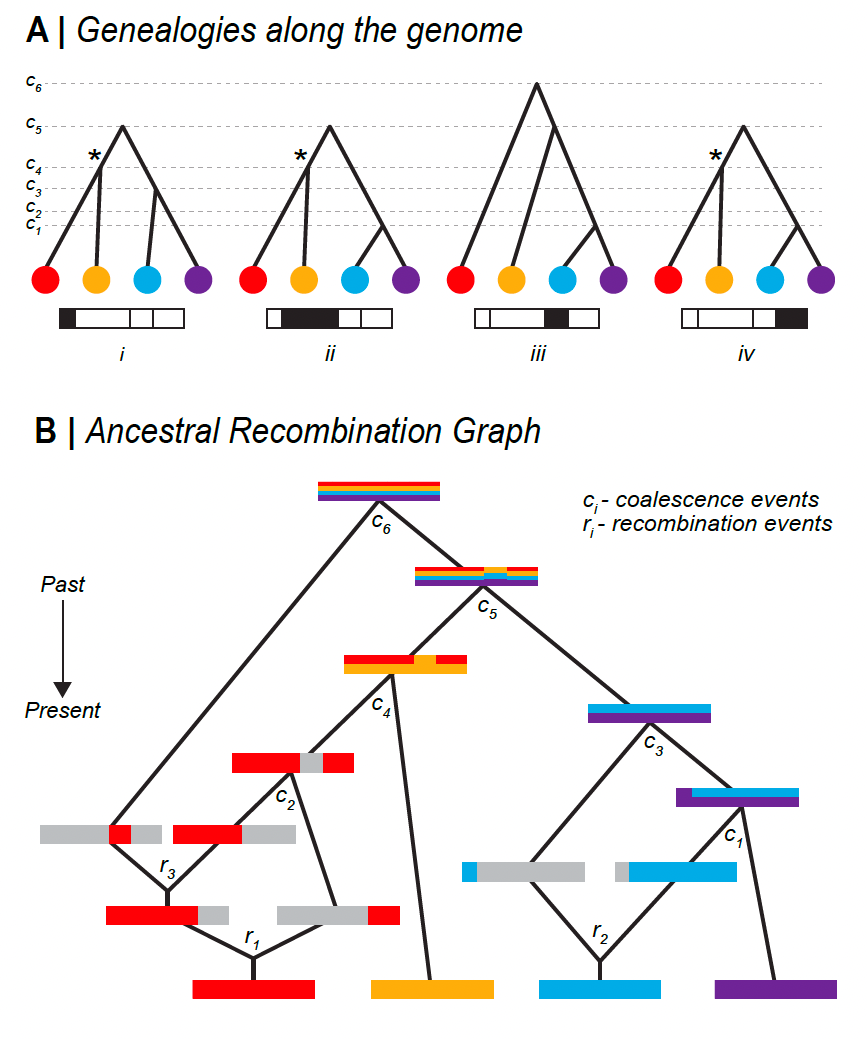 A | Genealogies along the genome
c6
c5
c4
c3
c2
c1
* * *
i ii iii iv
B | Ancestral Recombination Graph
ci - coalescence events
ri - recombination events
c6
Past
c5
Present
c4
c3
c2
c1
r3
r1
r2